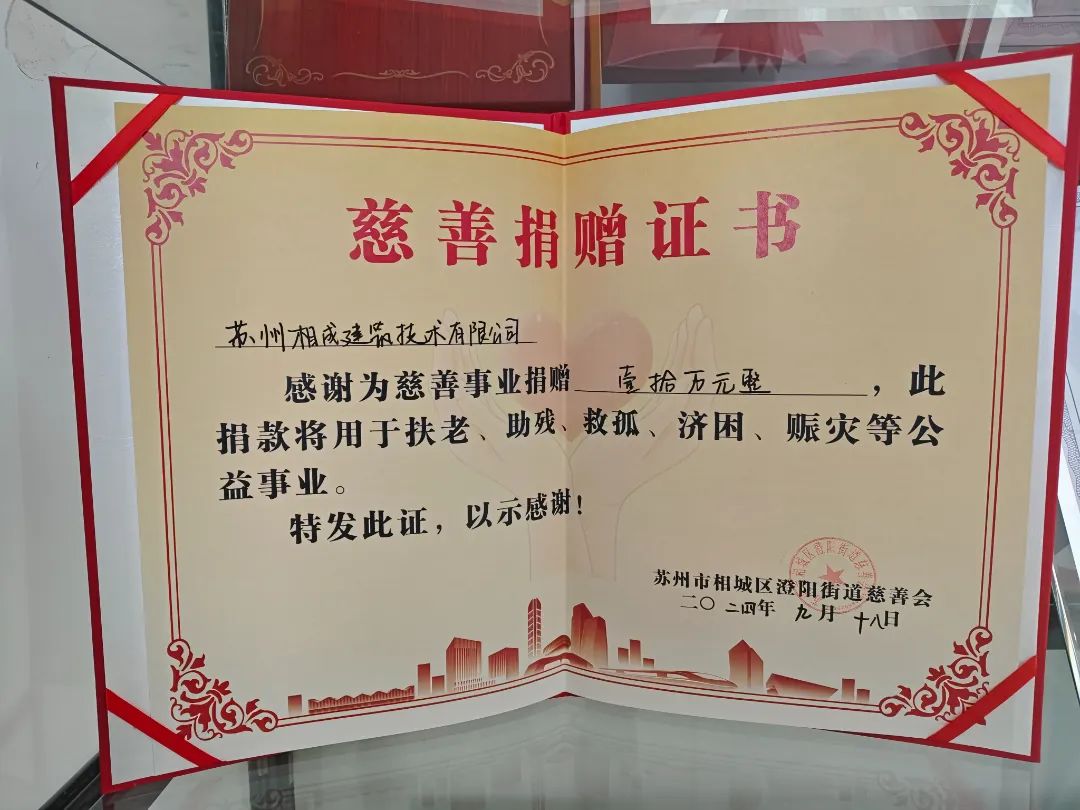 慈善捐赠证书
苏州相成建筑技术有限公司
感谢为慈善事业捐赠 壹拾万元整 ，此
捐款将用于扶老、助残、救孤、济困、赈灾等公
益事业。
特发此证，以示感谢！
苏州市相城区澄阳街道慈善会
二〇二四年九月十八日